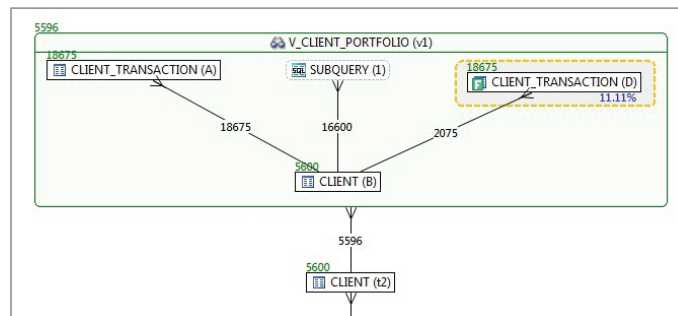 5596
V_CLIENT_PORTFOLIO (v1)
18675
CLIENT_TRANSACTION (A)
SQL SUBQUERY (1)
18675
F CLIENT_TRANSACTION (D)
11.11%
18675
16600
2075
5600
CLIENT (B)
5596
5600
CLIENT (t2)